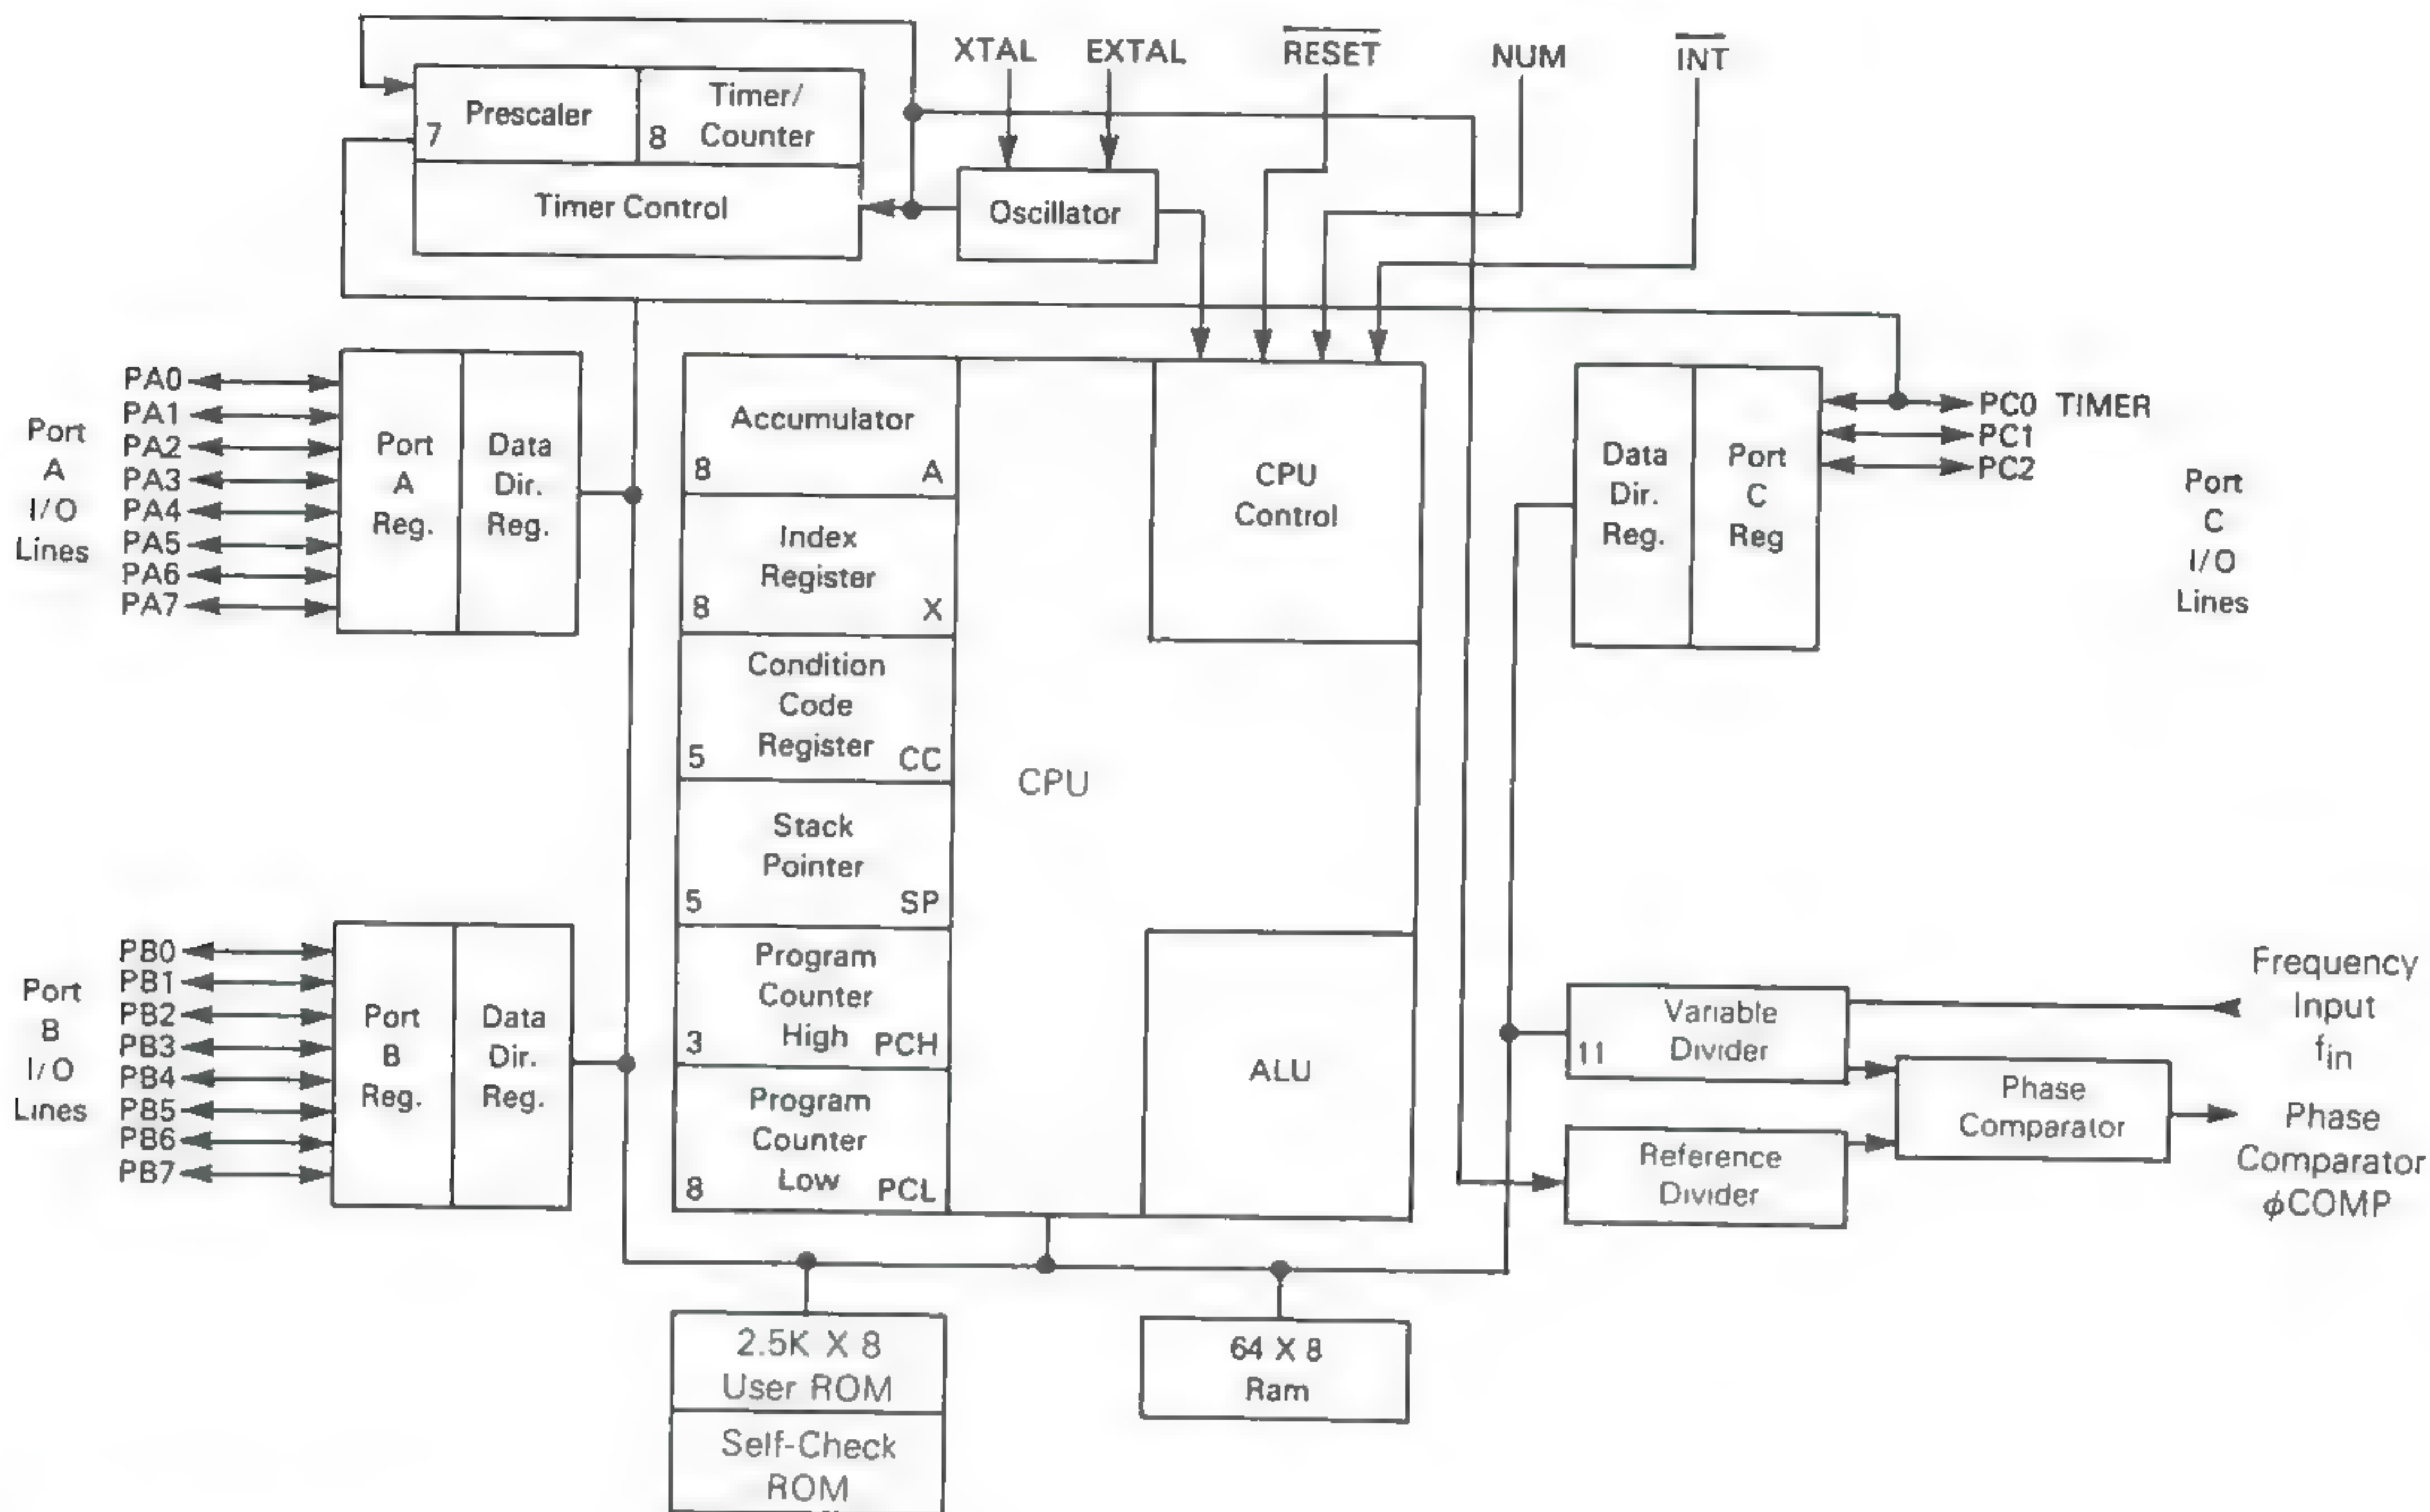 XTAL EXTAL RESET NUM INT
Prescaler
7
Timer/
Counter
8
Timer Control
Oscillator
Port
A
I/O
Lines
PA0
PA1
PA2
PA3
PA4
PA5
PA6
PA7
Port
A
Reg.
Data
Dir.
Reg.
Accumulator
8 A
Index
Register
8 X
Condition
Code
Register
5 CC
Stack
Pointer
5 SP
Program
Counter
High
3 PCH
Program
Counter
Low
8 PCL
CPU
CPU
Control
ALU
Data
Dir.
Reg.
Port
C
Reg
PC0 TIMER
PC1
PC2
Port
C
I/O
Lines
Port
B
I/O
Lines
PB0
PB1
PB2
PB3
PB4
PB5
PB6
PB7
Port
B
Reg.
Data
Dir.
Reg.
Variable
Divider
11
Reference
Divider
Phase
Comparator
Frequency
Input
fin
Phase
Comparator
ϕCOMP
2.5K X 8
User ROM
Self-Check
ROM
64 X 8
Ram